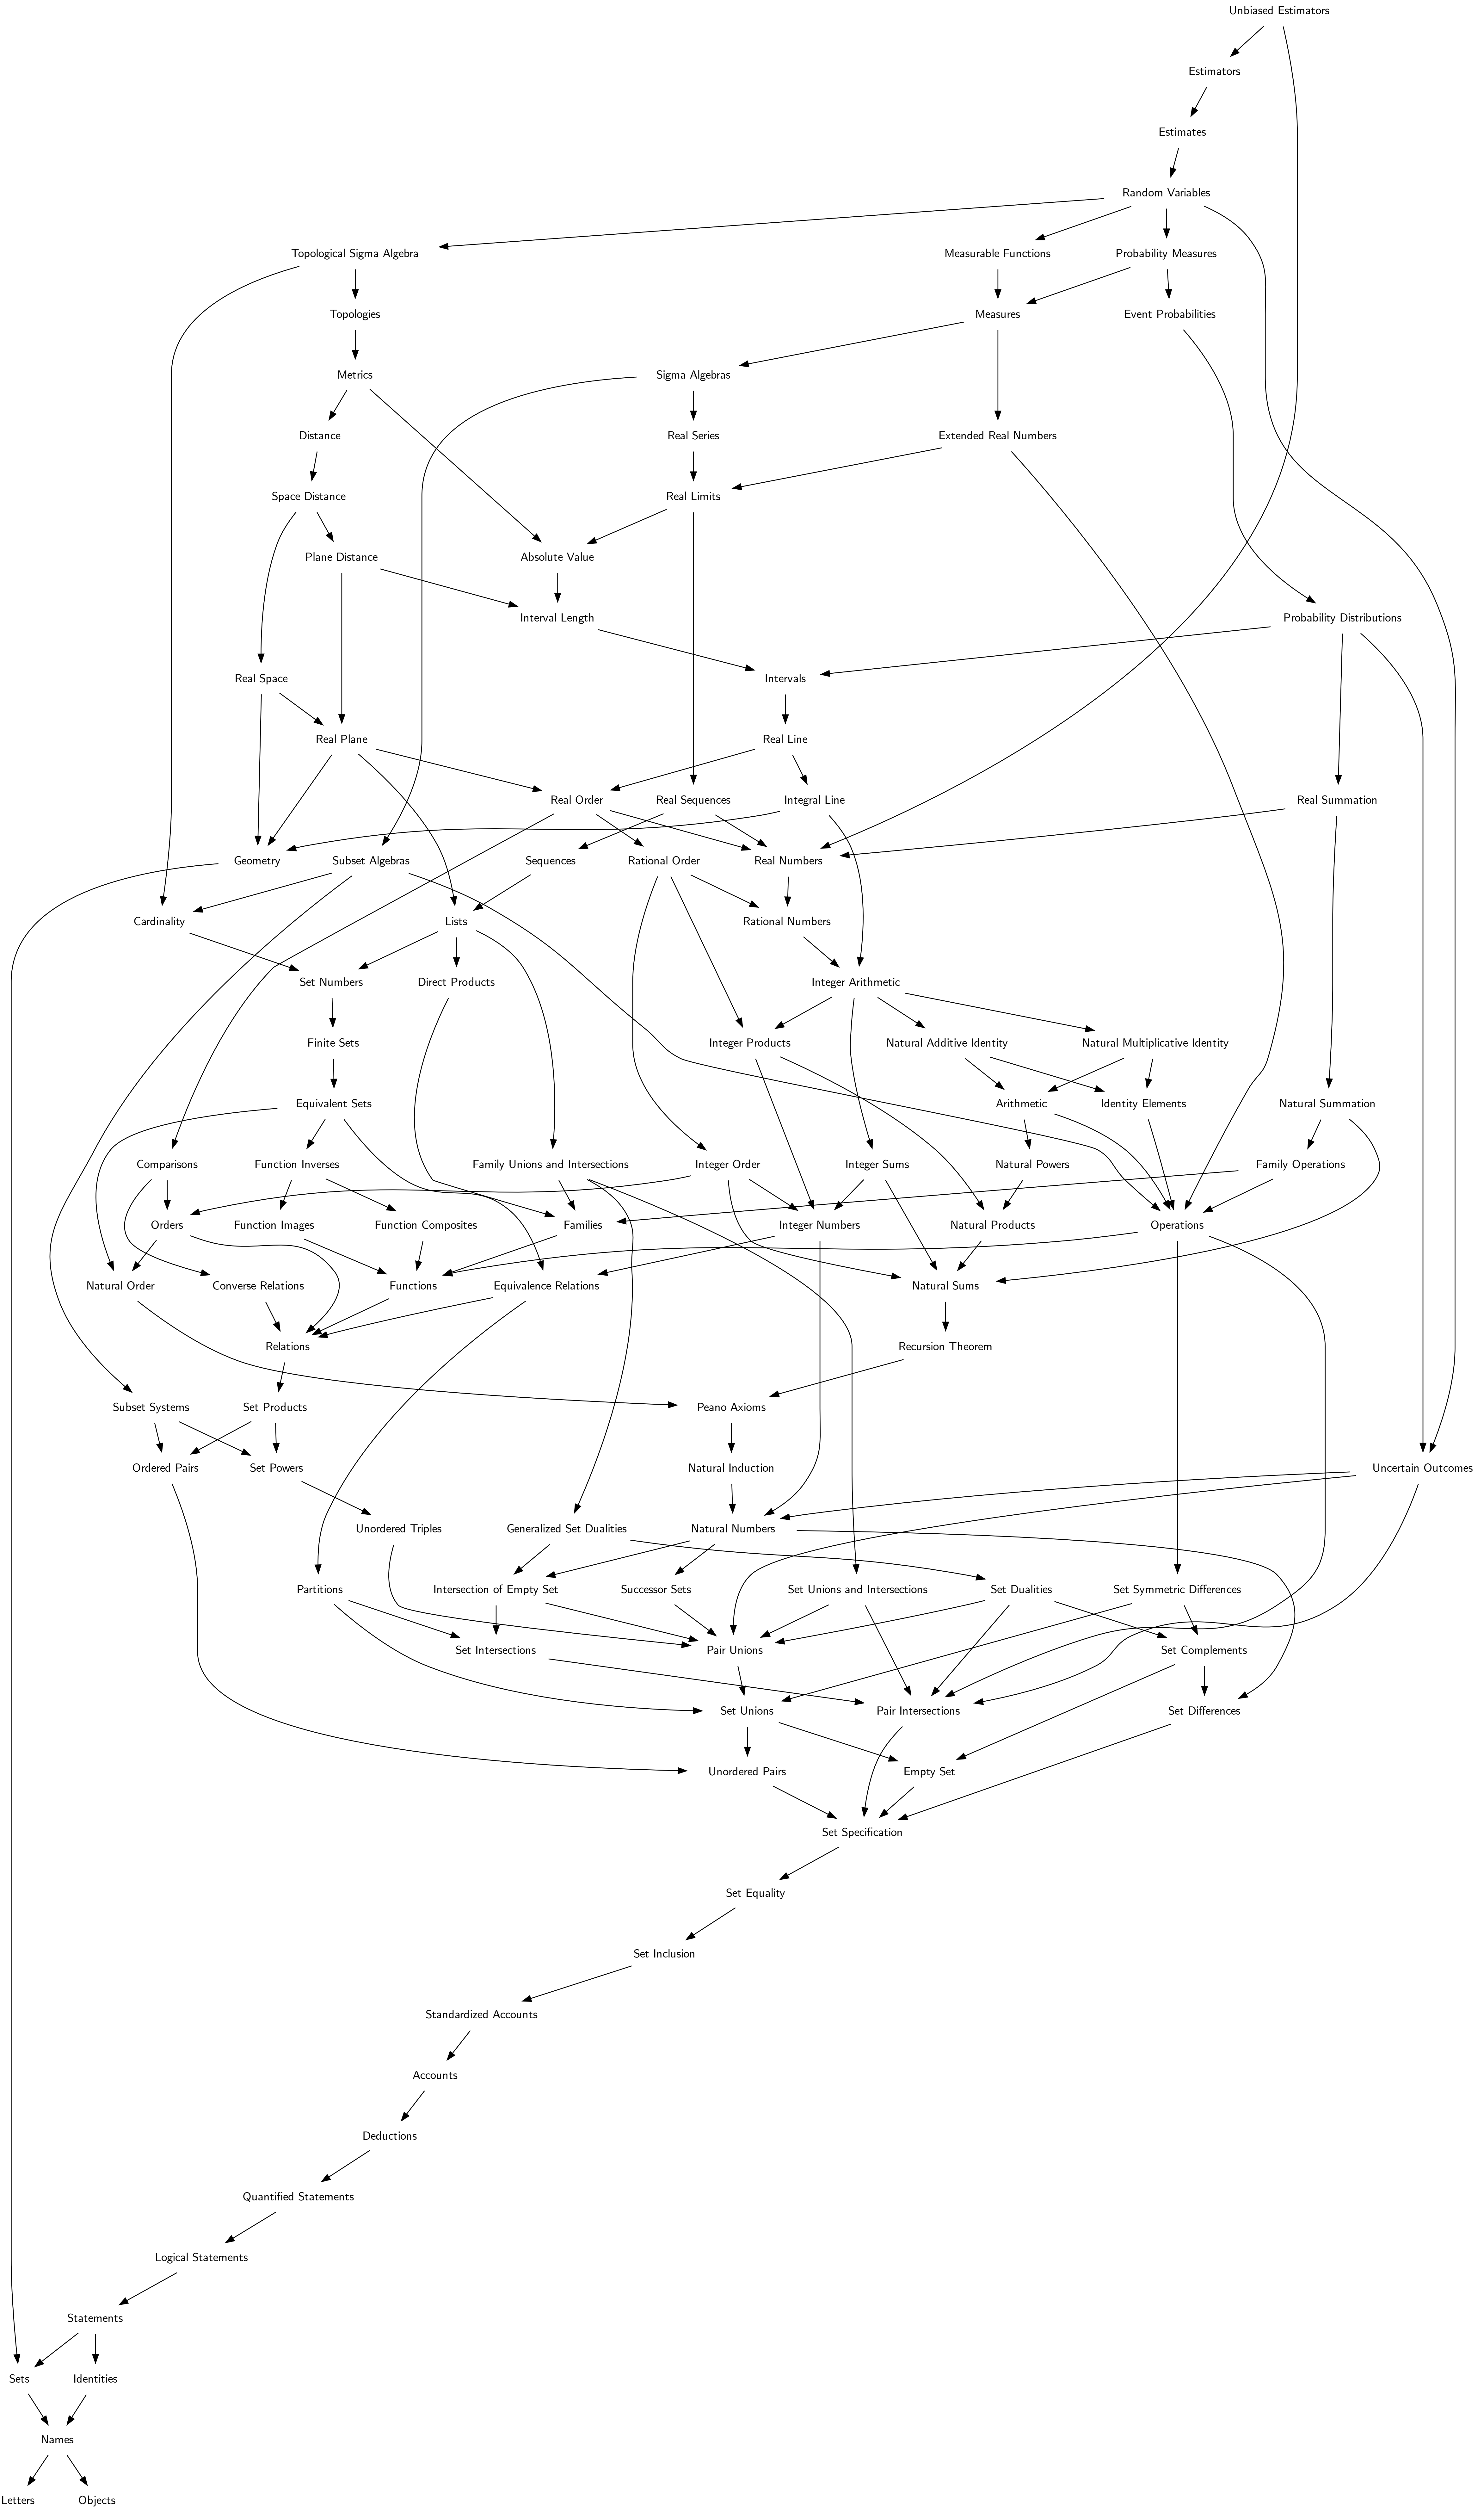 Unbiased Estimators
Estimators
Estimates
Random Variables
Topological Sigma Algebra
Measurable Functions
Probability Measures
Topologies
Measures
Event Probabilities
Metrics
Sigma Algebras
Distance
Real Series
Extended Real Numbers
Space Distance
Real Limits
Plane Distance
Absolute Value
Interval Length
Probability Distributions
Real Space
Intervals
Real Plane
Real Line
Real Order
Real Sequences
Integral Line
Real Summation
Geometry
Subset Algebras
Sequences
Rational Order
Real Numbers
Cardinality
Lists
Rational Numbers
Set Numbers
Direct Products
Integer Arithmetic
Finite Sets
Integer Products
Natural Additive Identity
Natural Multiplicative Identity
Equivalent Sets
Arithmetic
Identity Elements
Natural Summation
Comparisons
Function Inverses
Family Unions and Intersections
Integer Order
Integer Sums
Natural Powers
Family Operations
Orders
Function Images
Function Composites
Families
Integer Numbers
Natural Products
Operations
Natural Order
Converse Relations
Functions
Equivalence Relations
Natural Sums
Relations
Recursion Theorem
Subset Systems
Set Products
Peano Axioms
Ordered Pairs
Set Powers
Natural Induction
Uncertain Outcomes
Unordered Triples
Generalized Set Dualities
Natural Numbers
Partitions
Intersection of Empty Set
Successor Sets
Set Unions and Intersections
Set Dualities
Set Symmetric Differences
Set Intersections
Pair Unions
Set Complements
Set Unions
Pair Intersections
Set Differences
Unordered Pairs
Empty Set
Set Specification
Set Equality
Set Inclusion
Standardized Accounts
Accounts
Deductions
Quantified Statements
Logical Statements
Statements
Sets
Identities
Names
Letters
Objects